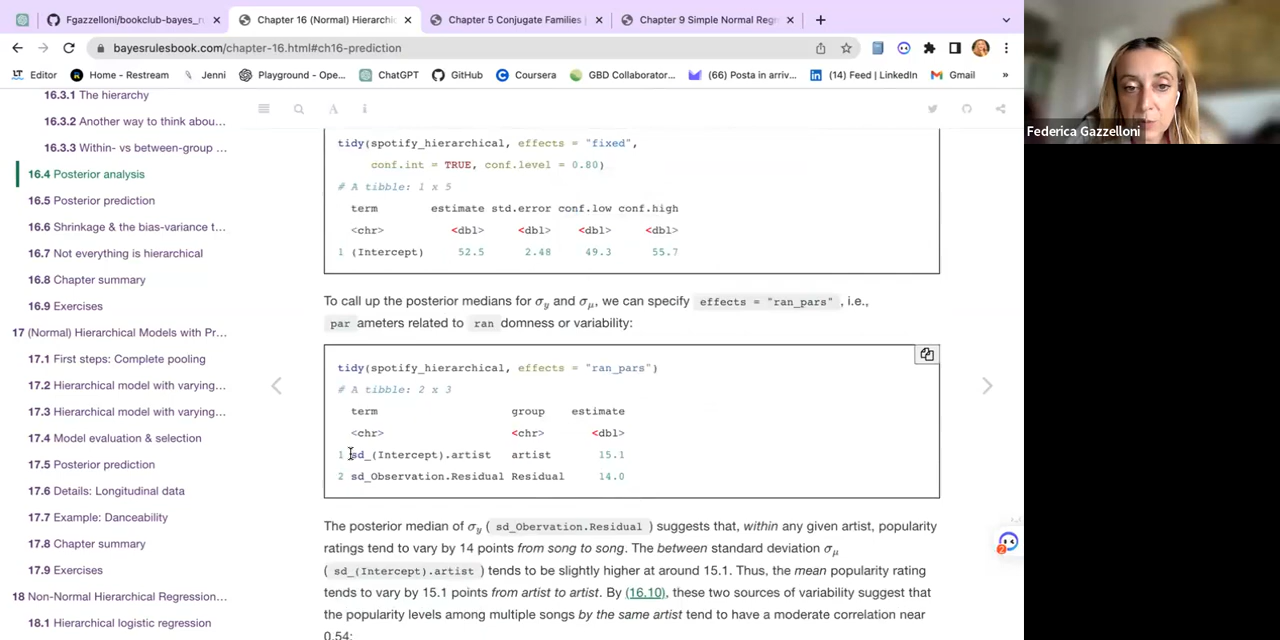 Fgazzelloni/bookclub-bayes_r
Chapter 16 (Normal) Hierarchic
Chapter 5 Conjugate Families
Chapter 9 Simple Normal Regr
bayesrulesbook.com/chapter-16.html#ch16-prediction
Editor
Home - Restream
Jenni
Playground - Ope...
ChatGPT
GitHub
Coursera
GBD Collaborator...
(66) Posta in arriv...
(14) Feed | LinkedIn
Gmail
»
Federica Gazzelloni
16.3.1 The hierarchy
16.3.2 Another way to think abou...
16.3.3 Within- vs between-group ...
16.4 Posterior analysis
16.5 Posterior prediction
16.6 Shrinkage & the bias-variance t...
16.7 Not everything is hierarchical
16.8 Chapter summary
16.9 Exercises
17 (Normal) Hierarchical Models with Pr...
17.1 First steps: Complete pooling
17.2 Hierarchical model with varying...
17.3 Hierarchical model with varying...
17.4 Model evaluation & selection
17.5 Posterior prediction
17.6 Details: Longitudinal data
17.7 Example: Danceability
17.8 Chapter summary
17.9 Exercises
18 Non-Normal Hierarchical Regression...
18.1 Hierarchical logistic regression
tidy(spotify_hierarchical, effects = "fixed",
conf.int = TRUE, conf.level = 0.80)
# A tibble: 1 x 5
term estimate std.error conf.low conf.high
<chr> <dbl> <dbl> <dbl> <dbl>
1 (Intercept) 52.5 2.48 49.3 55.7
To call up the posterior medians for σy and σμ, we can specify effects = "ran_pars" , i.e.,
par ameters related to ran domness or variability:
tidy(spotify_hierarchical, effects = "ran_pars")
# A tibble: 2 x 3
term group estimate
<chr> <chr> <dbl>
1 sd_(Intercept).artist artist 15.1
2 sd_Observation.Residual Residual 14.0
The posterior median of σy ( sd_Obervation.Residual ) suggests that, within any given artist, popularity
ratings tend to vary by 14 points from song to song. The between standard deviation σμ
( sd_(Intercept).artist ) tends to be slightly higher at around 15.1. Thus, the mean popularity rating
tends to vary by 15.1 points from artist to artist. By (16.10), these two sources of variability suggest that
the popularity levels among multiple songs by the same artist tend to have a moderate correlation near
0.54:
2